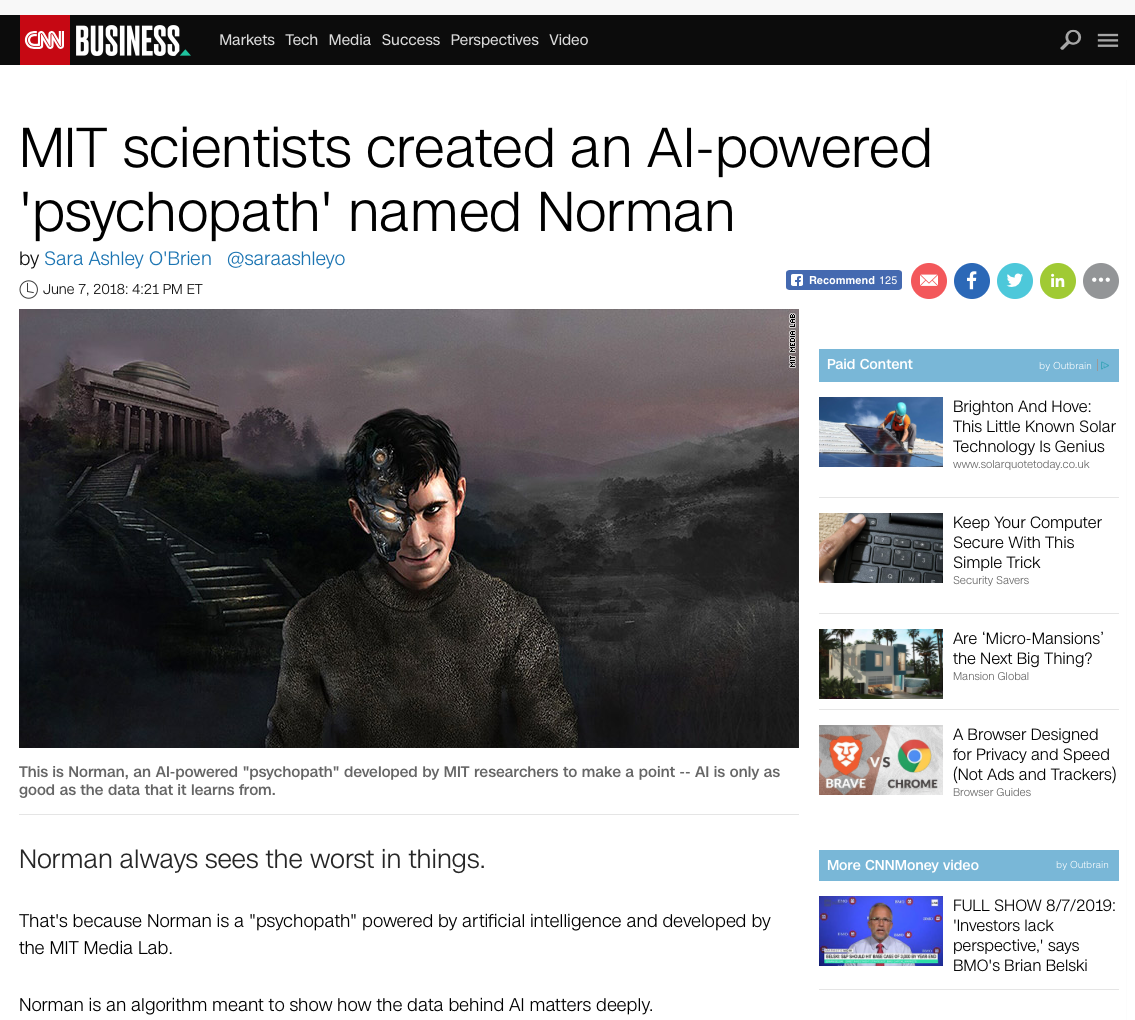 CNN BUSINESS
Markets Tech Media Success Perspectives Video
MIT scientists created an AI-powered
'psychopath' named Norman
by Sara Ashley O'Brien @saraashleyo
June 7, 2018: 4:21 PM ET
Recommend 125
f
in
MIT MEDIA LAB
This is Norman, an AI-powered "psychopath" developed by MIT researchers to make a point -- AI is only as
good as the data that it learns from.
Norman always sees the worst in things.
That's because Norman is a "psychopath" powered by artificial intelligence and developed by
the MIT Media Lab.
Norman is an algorithm meant to show how the data behind AI matters deeply.
Paid Content
by Outbrain
Brighton And Hove:
This Little Known Solar
Technology Is Genius
www.solarquotetoday.co.uk
Keep Your Computer
Secure With This
Simple Trick
Security Savers
Are ‘Micro-Mansions’
the Next Big Thing?
Mansion Global
BRAVE VS CHROME
A Browser Designed
for Privacy and Speed
(Not Ads and Trackers)
Browser Guides
More CNNMoney video
by Outbrain
FULL SHOW 8/7/2019:
'Investors lack
perspective,' says
BMO's Brian Belski